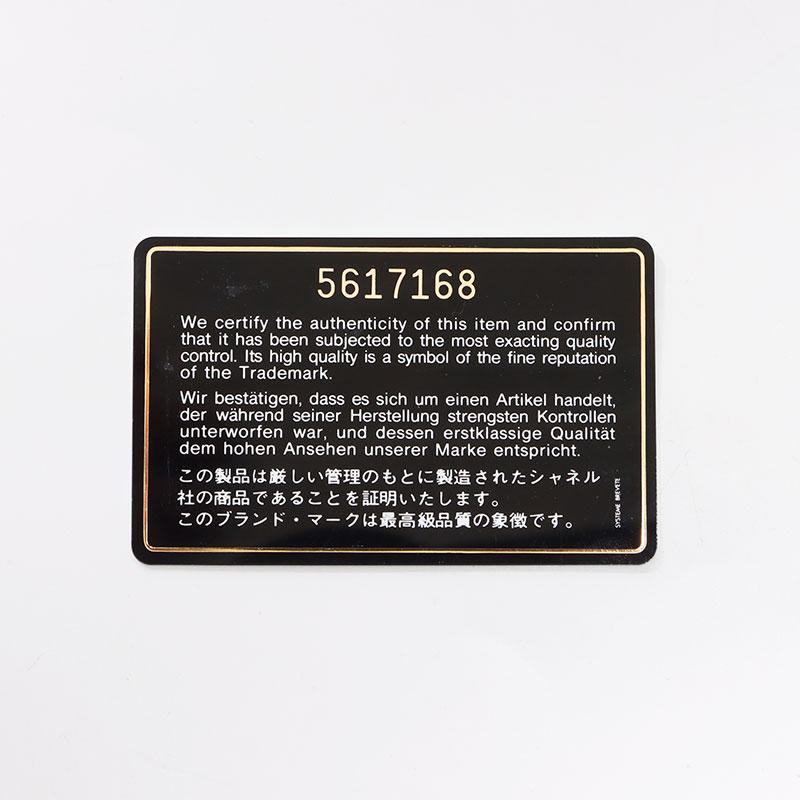 5617168
We certify the authenticity of this item and confirm
that it has been subjected to the most exacting quality
control. Its high quality is a symbol of the fine reputation
of the Trademark.
Wir bestätigen, dass es sich um einen Artikel handelt,
der während seiner Herstellung strengsten Kontrollen
unterworfen war, und dessen erstklassige Qualität
dem hohen Ansehen unserer Marke entspricht.
この製品は厳しい管理のもとに製造されたシャネル
社の商品であることを証明いたします。
このブランド・マークは最高級品質の象徴です。
SYSTEME BREVETE